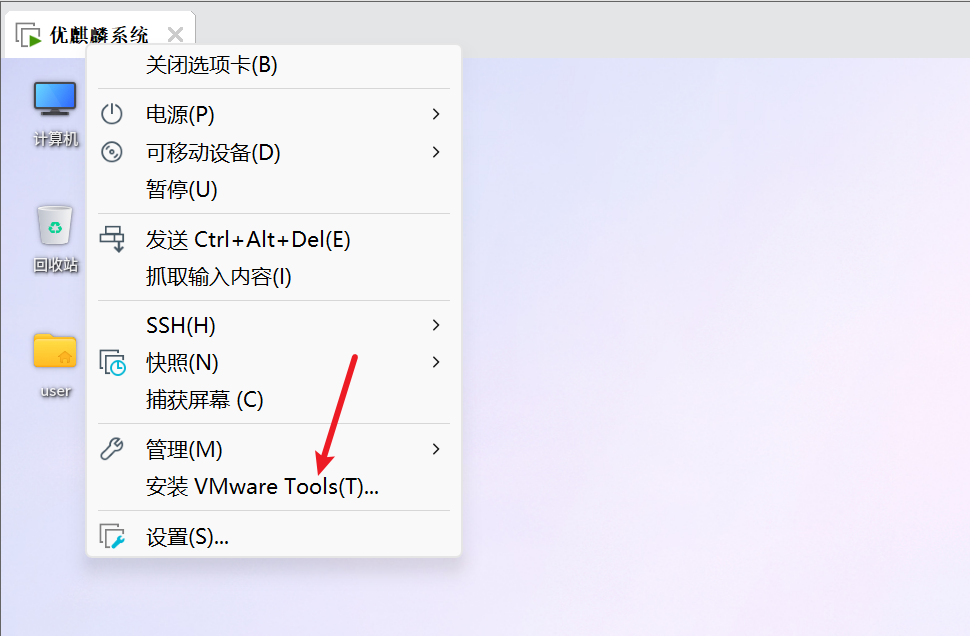 优麒麟系统
关闭选项卡(B)
计算机
电源(P)
可移动设备(D)
暂停(U)
回收站
发送 Ctrl+Alt+Del(E)
抓取输入内容(I)
SSH(H)
快照(N)
user
捕获屏幕 (C)
管理(M)
安装 VMware Tools(T)...
设置(S)...